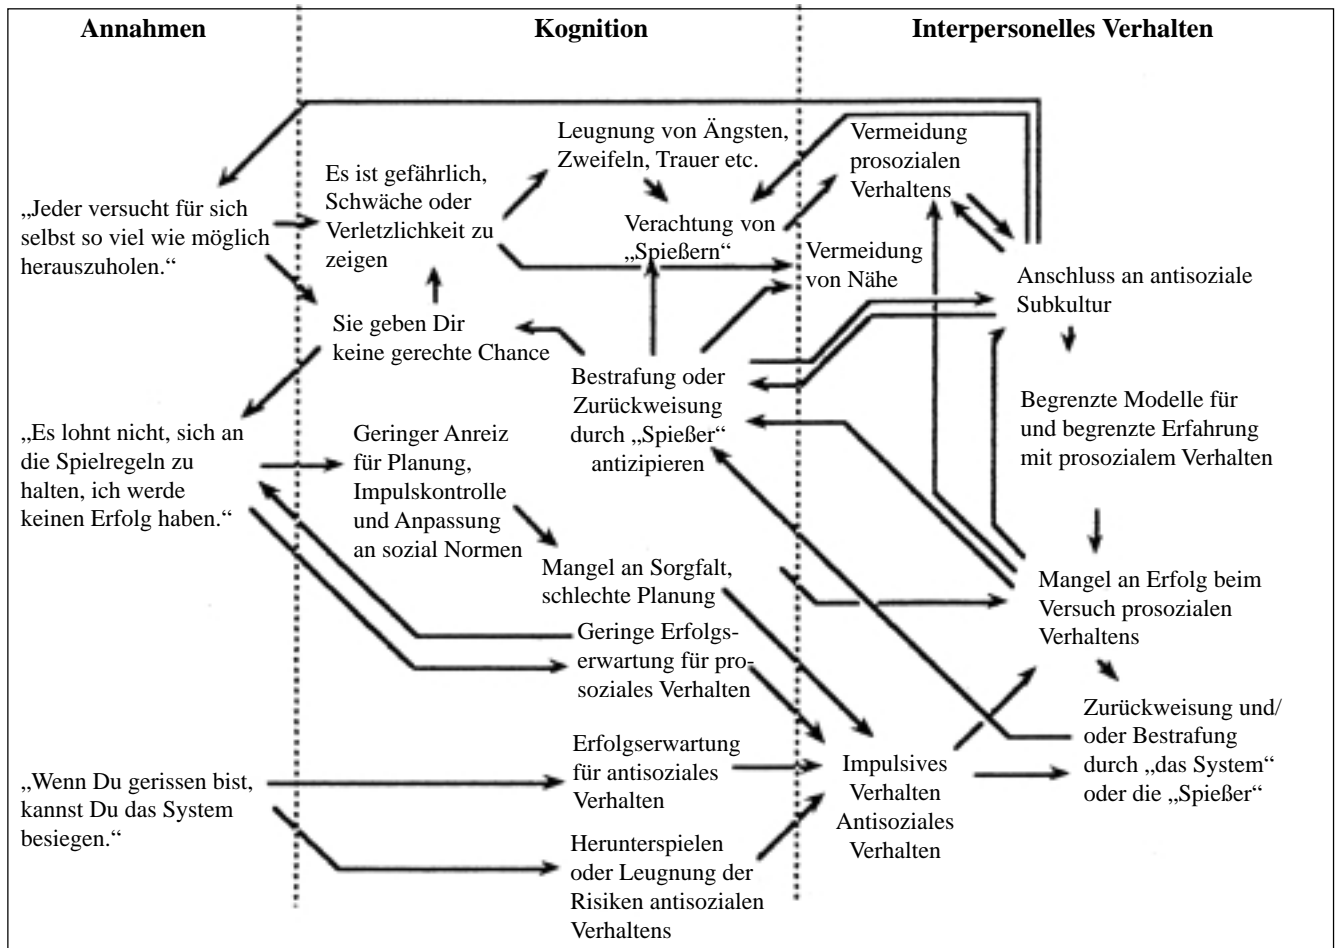 Annahmen
Kognition
Interpersonelles Verhalten
„Jeder versucht für sich
selbst so viel wie möglich
herauszuholen.“
„Es lohnt nicht, sich an
die Spielregeln zu
halten, ich werde
keinen Erfolg haben.“
„Wenn Du gerissen bist,
kannst Du das System
besiegen.“
Es ist gefährlich,
Schwäche oder
Verletzlichkeit zu
zeigen
Leugnung von Ängsten,
Zweifeln, Trauer etc.
Verachtung von
„Spießern“
Sie geben Dir
keine gerechte Chance
Bestrafung oder
Zurückweisung
durch „Spießer“
antizipieren
Geringer Anreiz
für Planung,
Impulskontrolle
und Anpassung
an sozial Normen
Mangel an Sorgfalt,
schlechte Planung
Geringe Erfolgs-
erwartung für pro-
soziales Verhalten
Erfolgserwartung
für antisoziales
Verhalten
Herunterspielen
oder Leugnung der
Risiken antisozialen
Verhaltens
Vermeidung
prosozialen
Verhaltens
Vermeidung
von Nähe
Anschluss an antisoziale
Subkultur
Begrenzte Modelle für
und begrenzte Erfahrung
mit prosozialem Verhalten
Mangel an Erfolg beim
Versuch prosozialen
Verhaltens
Zurückweisung und/
oder Bestrafung
durch „das System“
oder die „Spießer“
Impulsives
Verhalten
Antisoziales
Verhalten